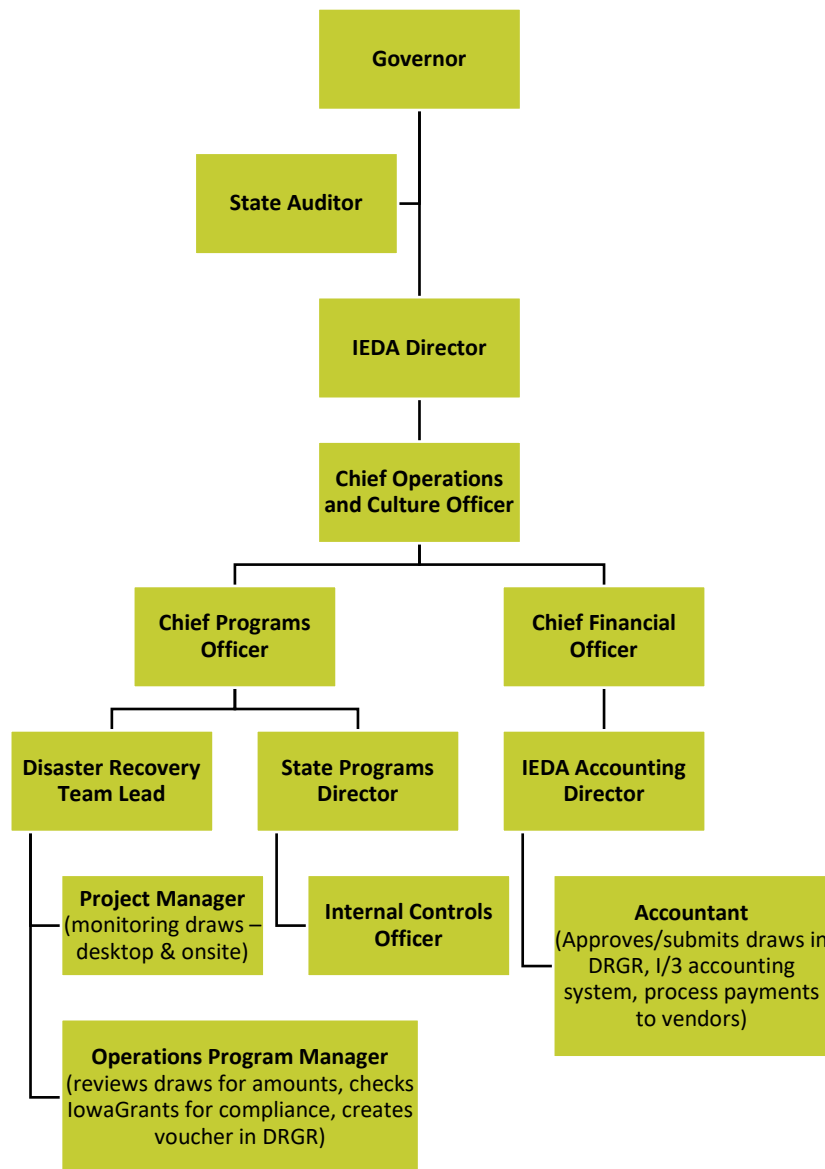 Governor
State Auditor
IEDA Director
Chief Operations
and Culture Officer
Chief Programs
Officer
Chief Financial
Officer
Disaster Recovery
Team Lead
State Programs
Director
IEDA Accounting
Director
Project Manager
(monitoring draws –
desktop & onsite)
Internal Controls
Officer
Accountant
(Approves/submits draws in
DRGR, I/3 accounting
system, process payments
to vendors)
Operations Program Manager
(reviews draws for amounts, checks
IowaGrants for compliance, creates
voucher in DRGR)